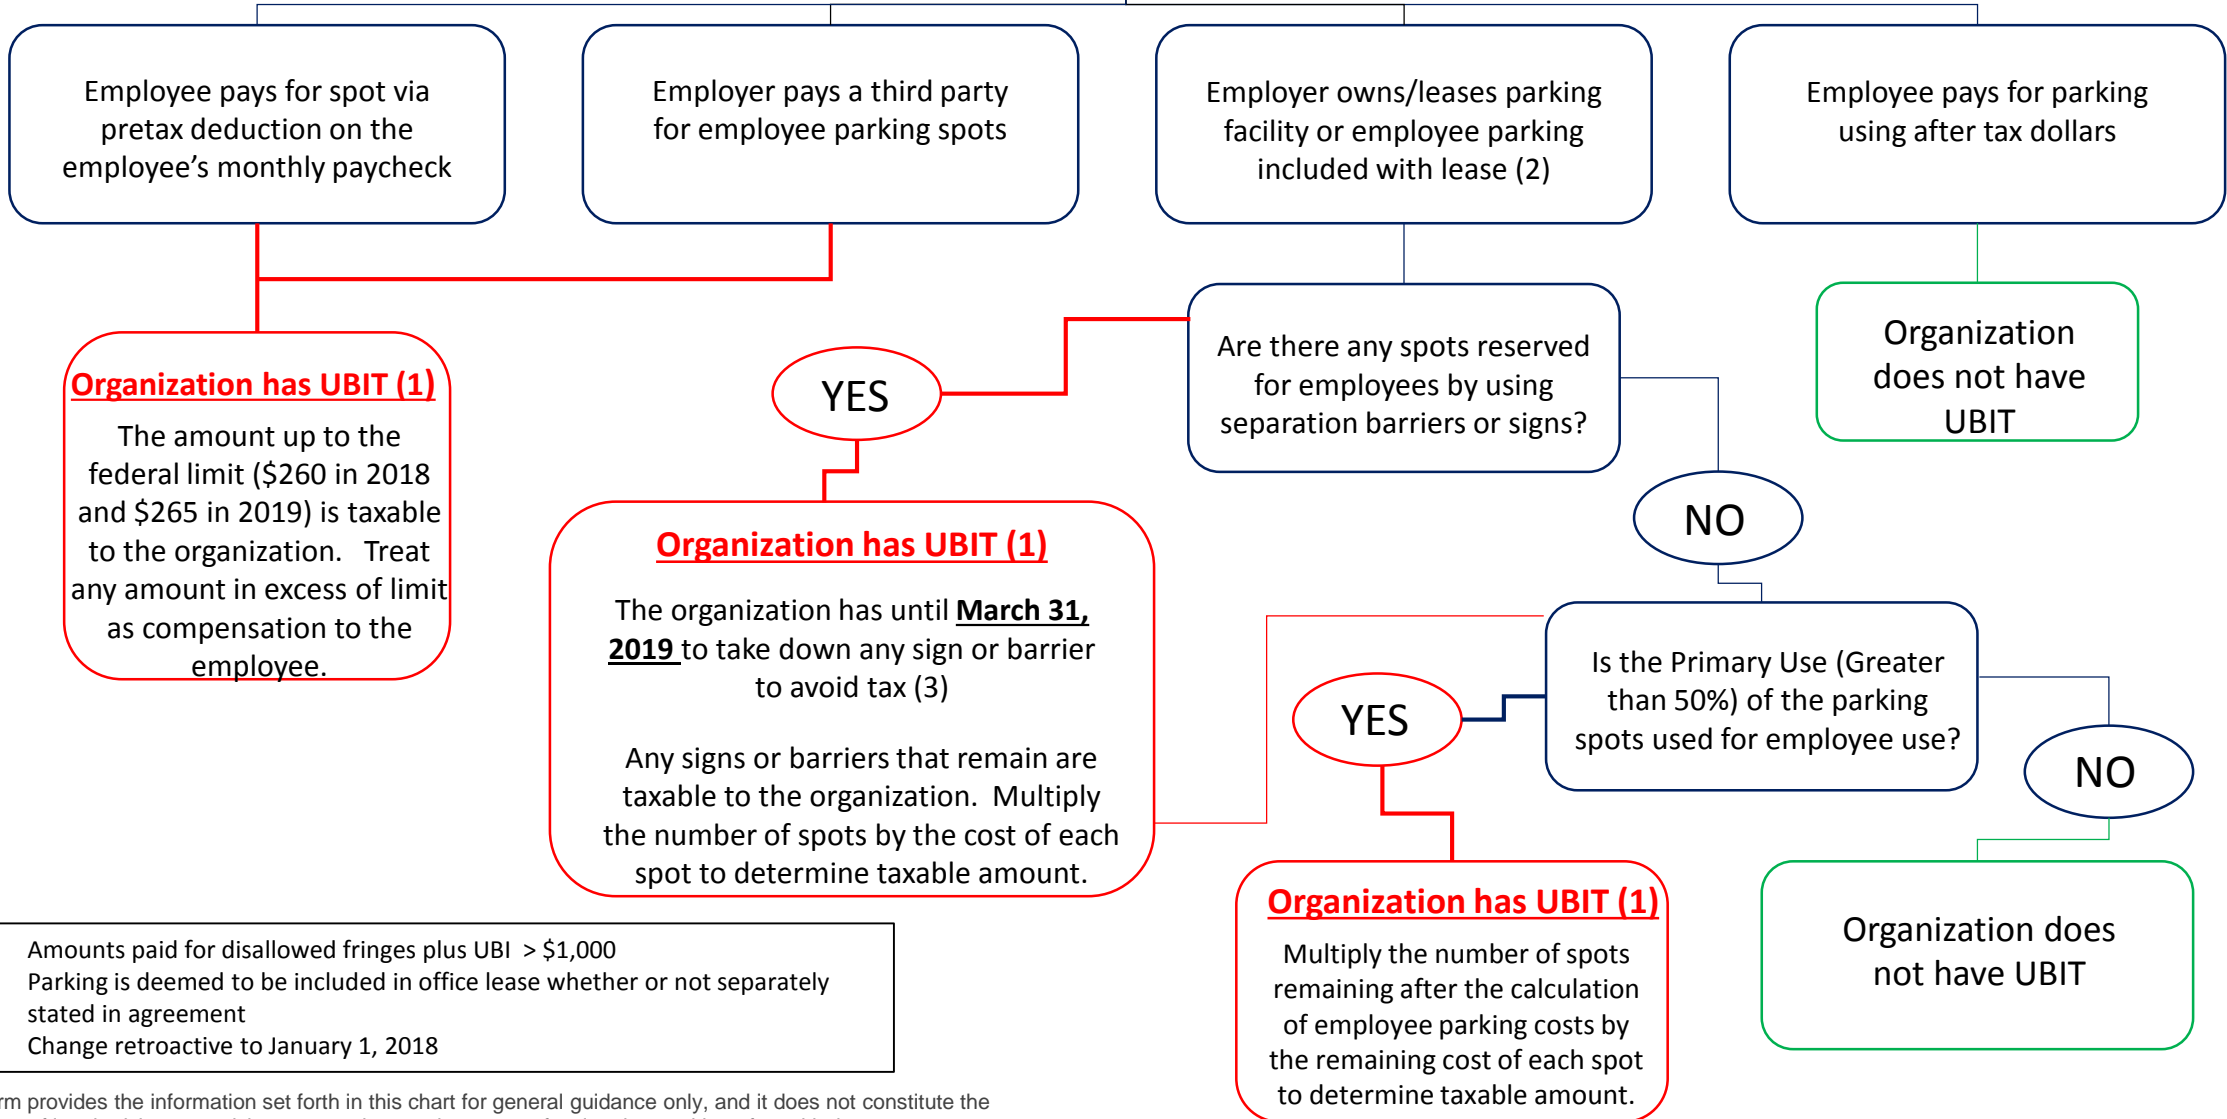 Employee pays for spot via
pretax deduction on the
employee's monthly paycheck
Employer pays a third party
for employee parking spots
Employer owns/leases parking
facility or employee parking
included with lease (2)
Employee pays for parking
using after tax dollars
Organization has UBIT (1)
The amount up to the
federal limit ($260 in 2018
and $265 in 2019) is taxable
to the organization. Treat
any amount in excess of limit
as compensation to the
employee.
YES
Are there any spots reserved
for employees by using
separation barriers or signs?
Organization
does not have
UBIT
NO
Organization has UBIT (1)
The organization has until March 31,
2019 to take down any sign or barrier
to avoid tax (3)
Any signs or barriers that remain are
taxable to the organization. Multiply
the number of spots by the cost of each
spot to determine taxable amount.
Is the Primary Use (Greater
than 50%) of the parking
spots used for employee use?
YES
NO
Organization has UBIT (1)
Multiply the number of spots
remaining after the calculation
of employee parking costs by
the remaining cost of each spot
to determine taxable amount.
Organization does
not have UBIT
Amounts paid for disallowed fringes plus UBI > $1,000
Parking is deemed to be included in office lease whether or not separately
stated in agreement
Change retroactive to January 1, 2018
rm provides the information set forth in this chart for general guidance only, and it does not constitute the